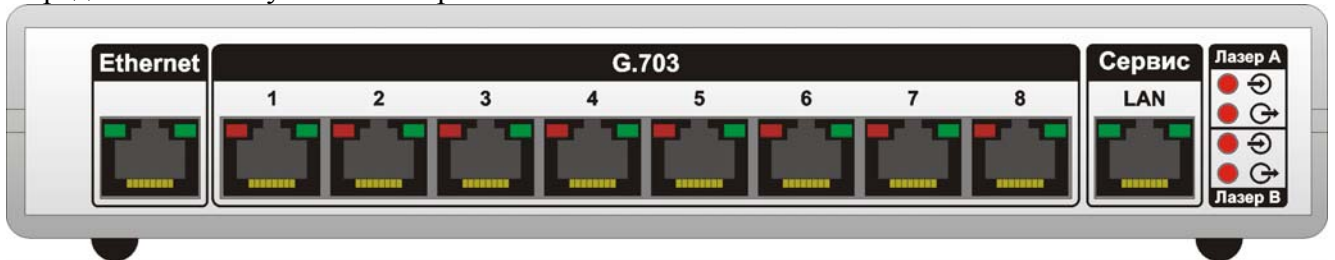 Ethernet
G.703
Сервис
Лазер А
1 2 3 4 5 6 7 8
LAN
Лазер В